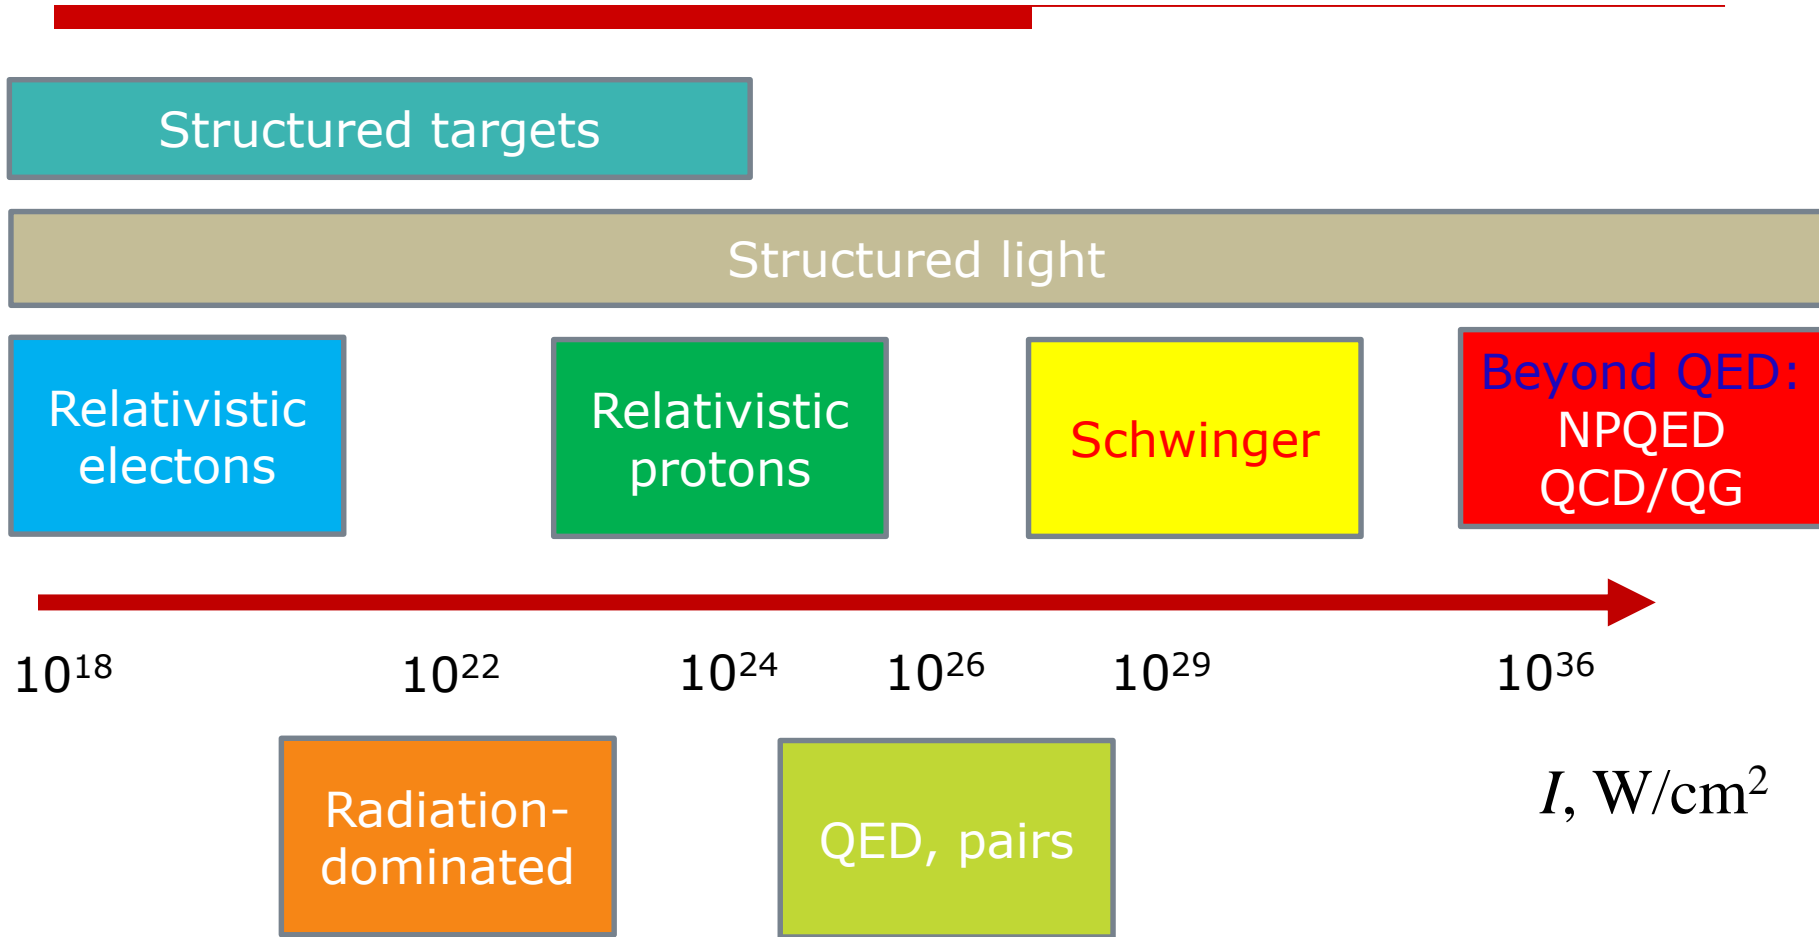 Structured targets
Structured light
Relativistic
electons
Relativistic
protons
Schwinger
Beyond QED:
NPQED
QCD/QG
10¹⁸ 10²² 10²⁴ 10²⁶ 10²⁹ 10³⁶
Radiation-
dominated
QED, pairs
I, W/cm²